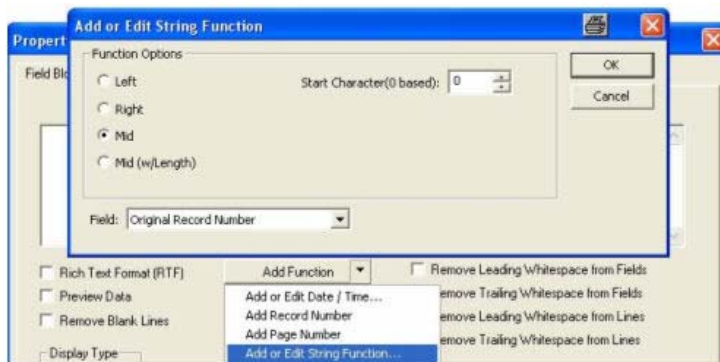 Add or Edit String Function
Propert
Field Blo
Function Options
Left
Start Character(0 based): 0
OK
Right
Cancel
Mid
Mid (w/Length)
Field: Original Record Number
Rich Text Format (RTF)
Add Function
Remove Leading Whitespace from Fields
Preview Data
Add or Edit Date / Time...
emove Trailing Whitespace from Fields
Remove Blank Lines
Add Record Number
emove Leading Whitespace from Lines
Add Page Number
emove Trailing Whitespace from Lines
Display Type
Add or Edit String Function...